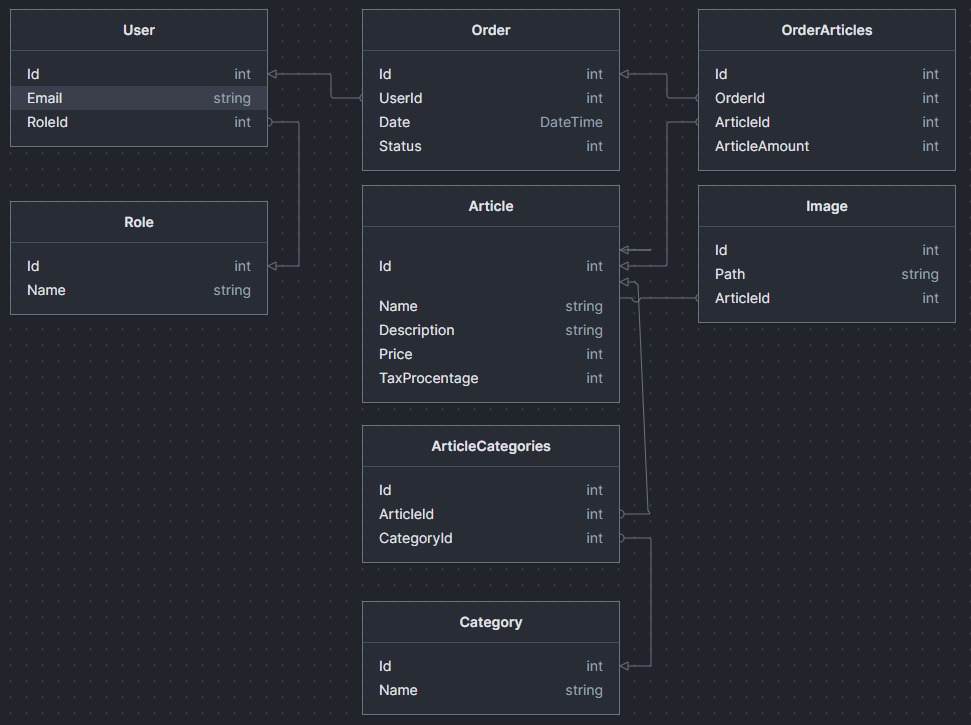 User
Id int
Email string
RoleId int
Order
Id int
UserId int
Date DateTime
Status int
OrderArticles
Id int
OrderId int
ArticleId int
ArticleAmount int
Role
Id int
Name string
Article
Id int
Name string
Description string
Price int
TaxProcentage int
Image
Id int
Path string
ArticleId int
ArticleCategories
Id int
ArticleId int
CategoryId int
Category
Id int
Name string